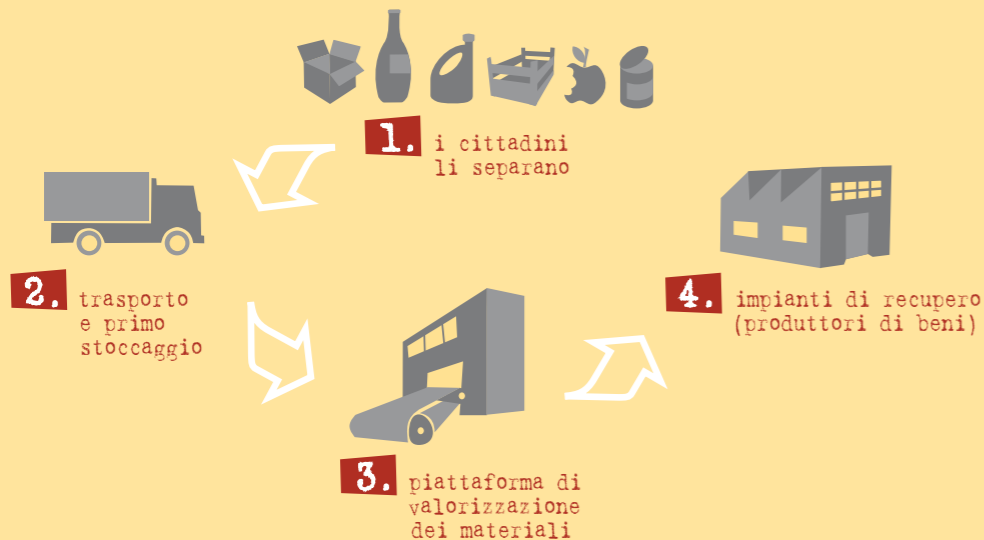 1. i cittadini
li separano
2. trasporto
e primo
stoccaggio
3. piattaforma di
valorizzazione
dei materiali
4. impianti di recupero
(produttori di beni)